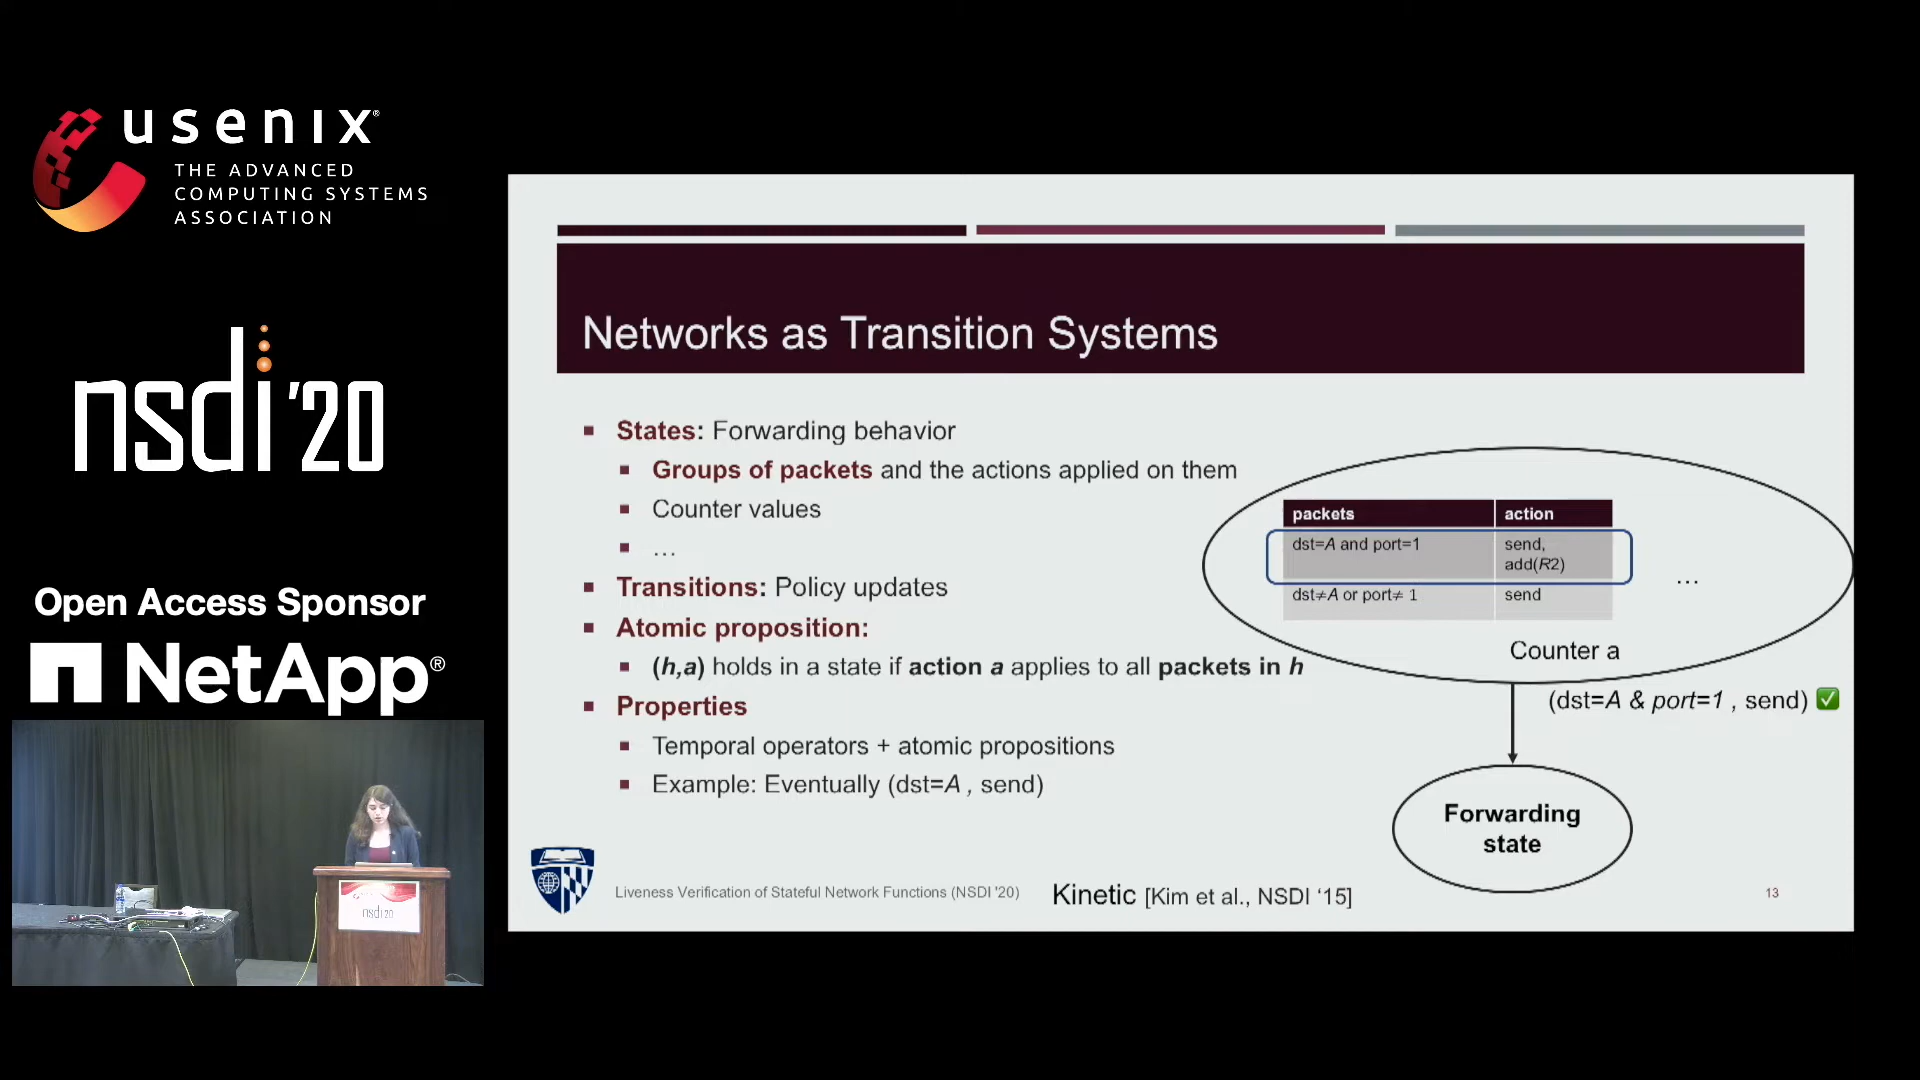 usenix®
THE ADVANCED
COMPUTING SYSTEMS
ASSOCIATION
nsdi '20
Open Access Sponsor
NetApp®
nsdi 20
Networks as Transition Systems
States: Forwarding behavior
Groups of packets and the actions applied on them
Counter values
…
Transitions: Policy updates
Atomic proposition:
(h,a) holds in a state if action a applies to all packets in h
Properties
Temporal operators + atomic propositions
Example: Eventually (dst=A , send)
packets action
dst=A and port=1 send,
add(R2)
dst≠A or port≠ 1 send
…
Counter a
(dst=A & port=1 , send) ✅
Forwarding
state
Liveness Verification of Stateful Network Functions (NSDI '20)
Kinetic [Kim et al., NSDI ‘15]
13